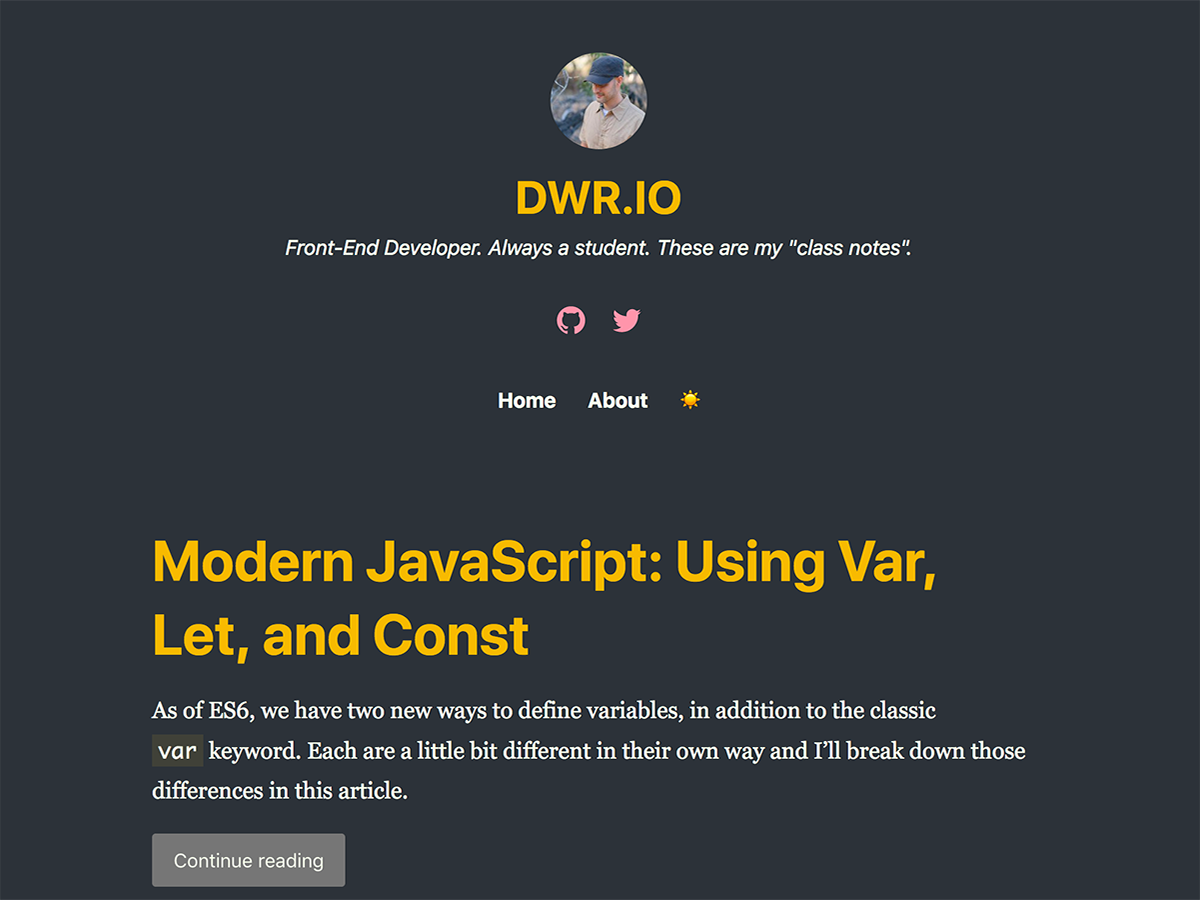 DWR.IO
Front-End Developer. Always a student. These are my "class notes".
Home About
Modern JavaScript: Using Var,
Let, and Const
As of ES6, we have two new ways to define variables, in addition to the classic
var keyword. Each are a little bit different in their own way and I’ll break down those
differences in this article.
Continue reading